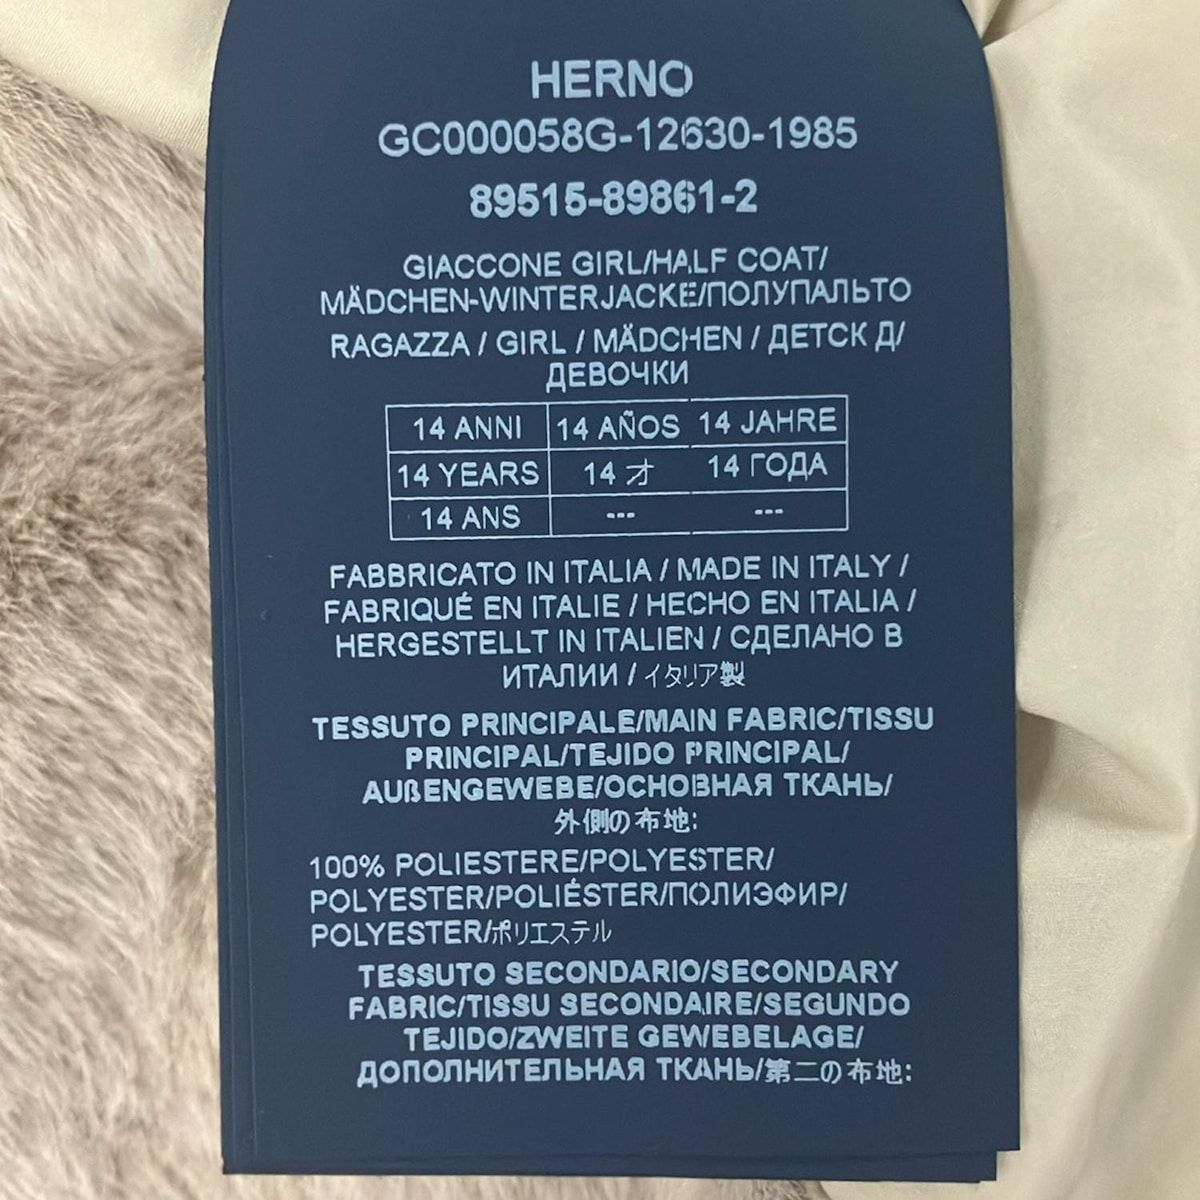 HERNO
GC000058G-12630-1985
89515-89861-2
GIACCONE GIRL/HALF COAT/
MÄDCHEN-WINTERJACKE/ПОЛУПАЛЬТО
RAGAZZA / GIRL / MÄDCHEN / ДЕТСК Д/
ДЕВОЧКИ
14 ANNI 14 AÑOS 14 JAHRE
14 YEARS 14 才 14 ГОДА
14 ANS --- ---
FABBRICATO IN ITALIA / MADE IN ITALY /
FABRIQUÉ EN ITALIE / HECHO EN ITALIA /
HERGESTELLT IN ITALIEN / СДЕЛАНО В
ИТАЛИИ / イタリア製
TESSUTO PRINCIPALE/MAIN FABRIC/TISSU
PRINCIPAL/TEJIDO PRINCIPAL/
AUßENGEWEBE/ОСНОВНАЯ ТКАНЬ/
外側の布地:
100% POLIESTERE/POLYESTER/
POLYESTER/POLIÉSTER/ПОЛИЭФИР/
POLYESTER/ポリエステル
TESSUTO SECONDARIO/SECONDARY
FABRIC/TISSU SECONDAIRE/SEGUNDO
TEJIDO/ZWEITE GEWEBELAGE/
ДОПОЛНИТЕЛЬНАЯ ТКАНЬ/第二の布地: